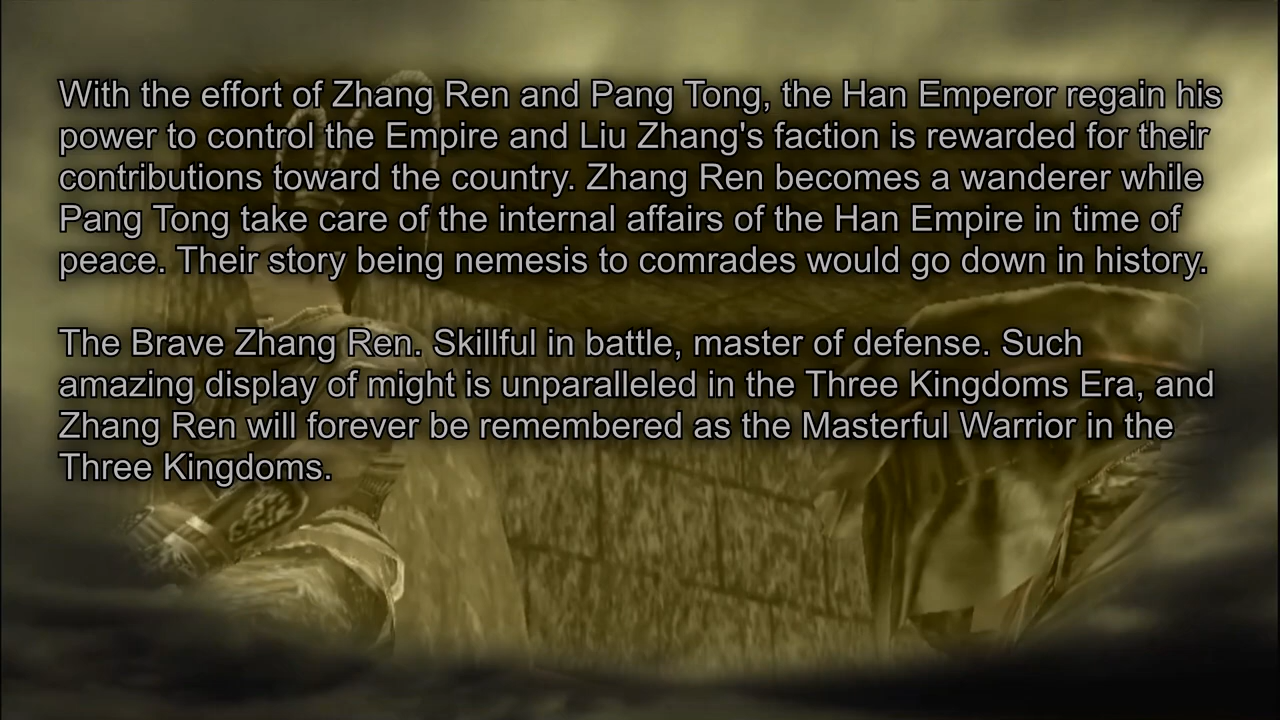 With the effort of Zhang Ren and Pang Tong, the Han Emperor regain his
power to control the Empire and Liu Zhang's faction is rewarded for their
contributions toward the country. Zhang Ren becomes a wanderer while
Pang Tong take care of the internal affairs of the Han Empire in time of
peace. Their story being nemesis to comrades would go down in history.
The Brave Zhang Ren. Skillful in battle, master of defense. Such
amazing display of might is unparalleled in the Three Kingdoms Era, and
Zhang Ren will forever be remembered as the Masterful Warrior in the
Three Kingdoms.